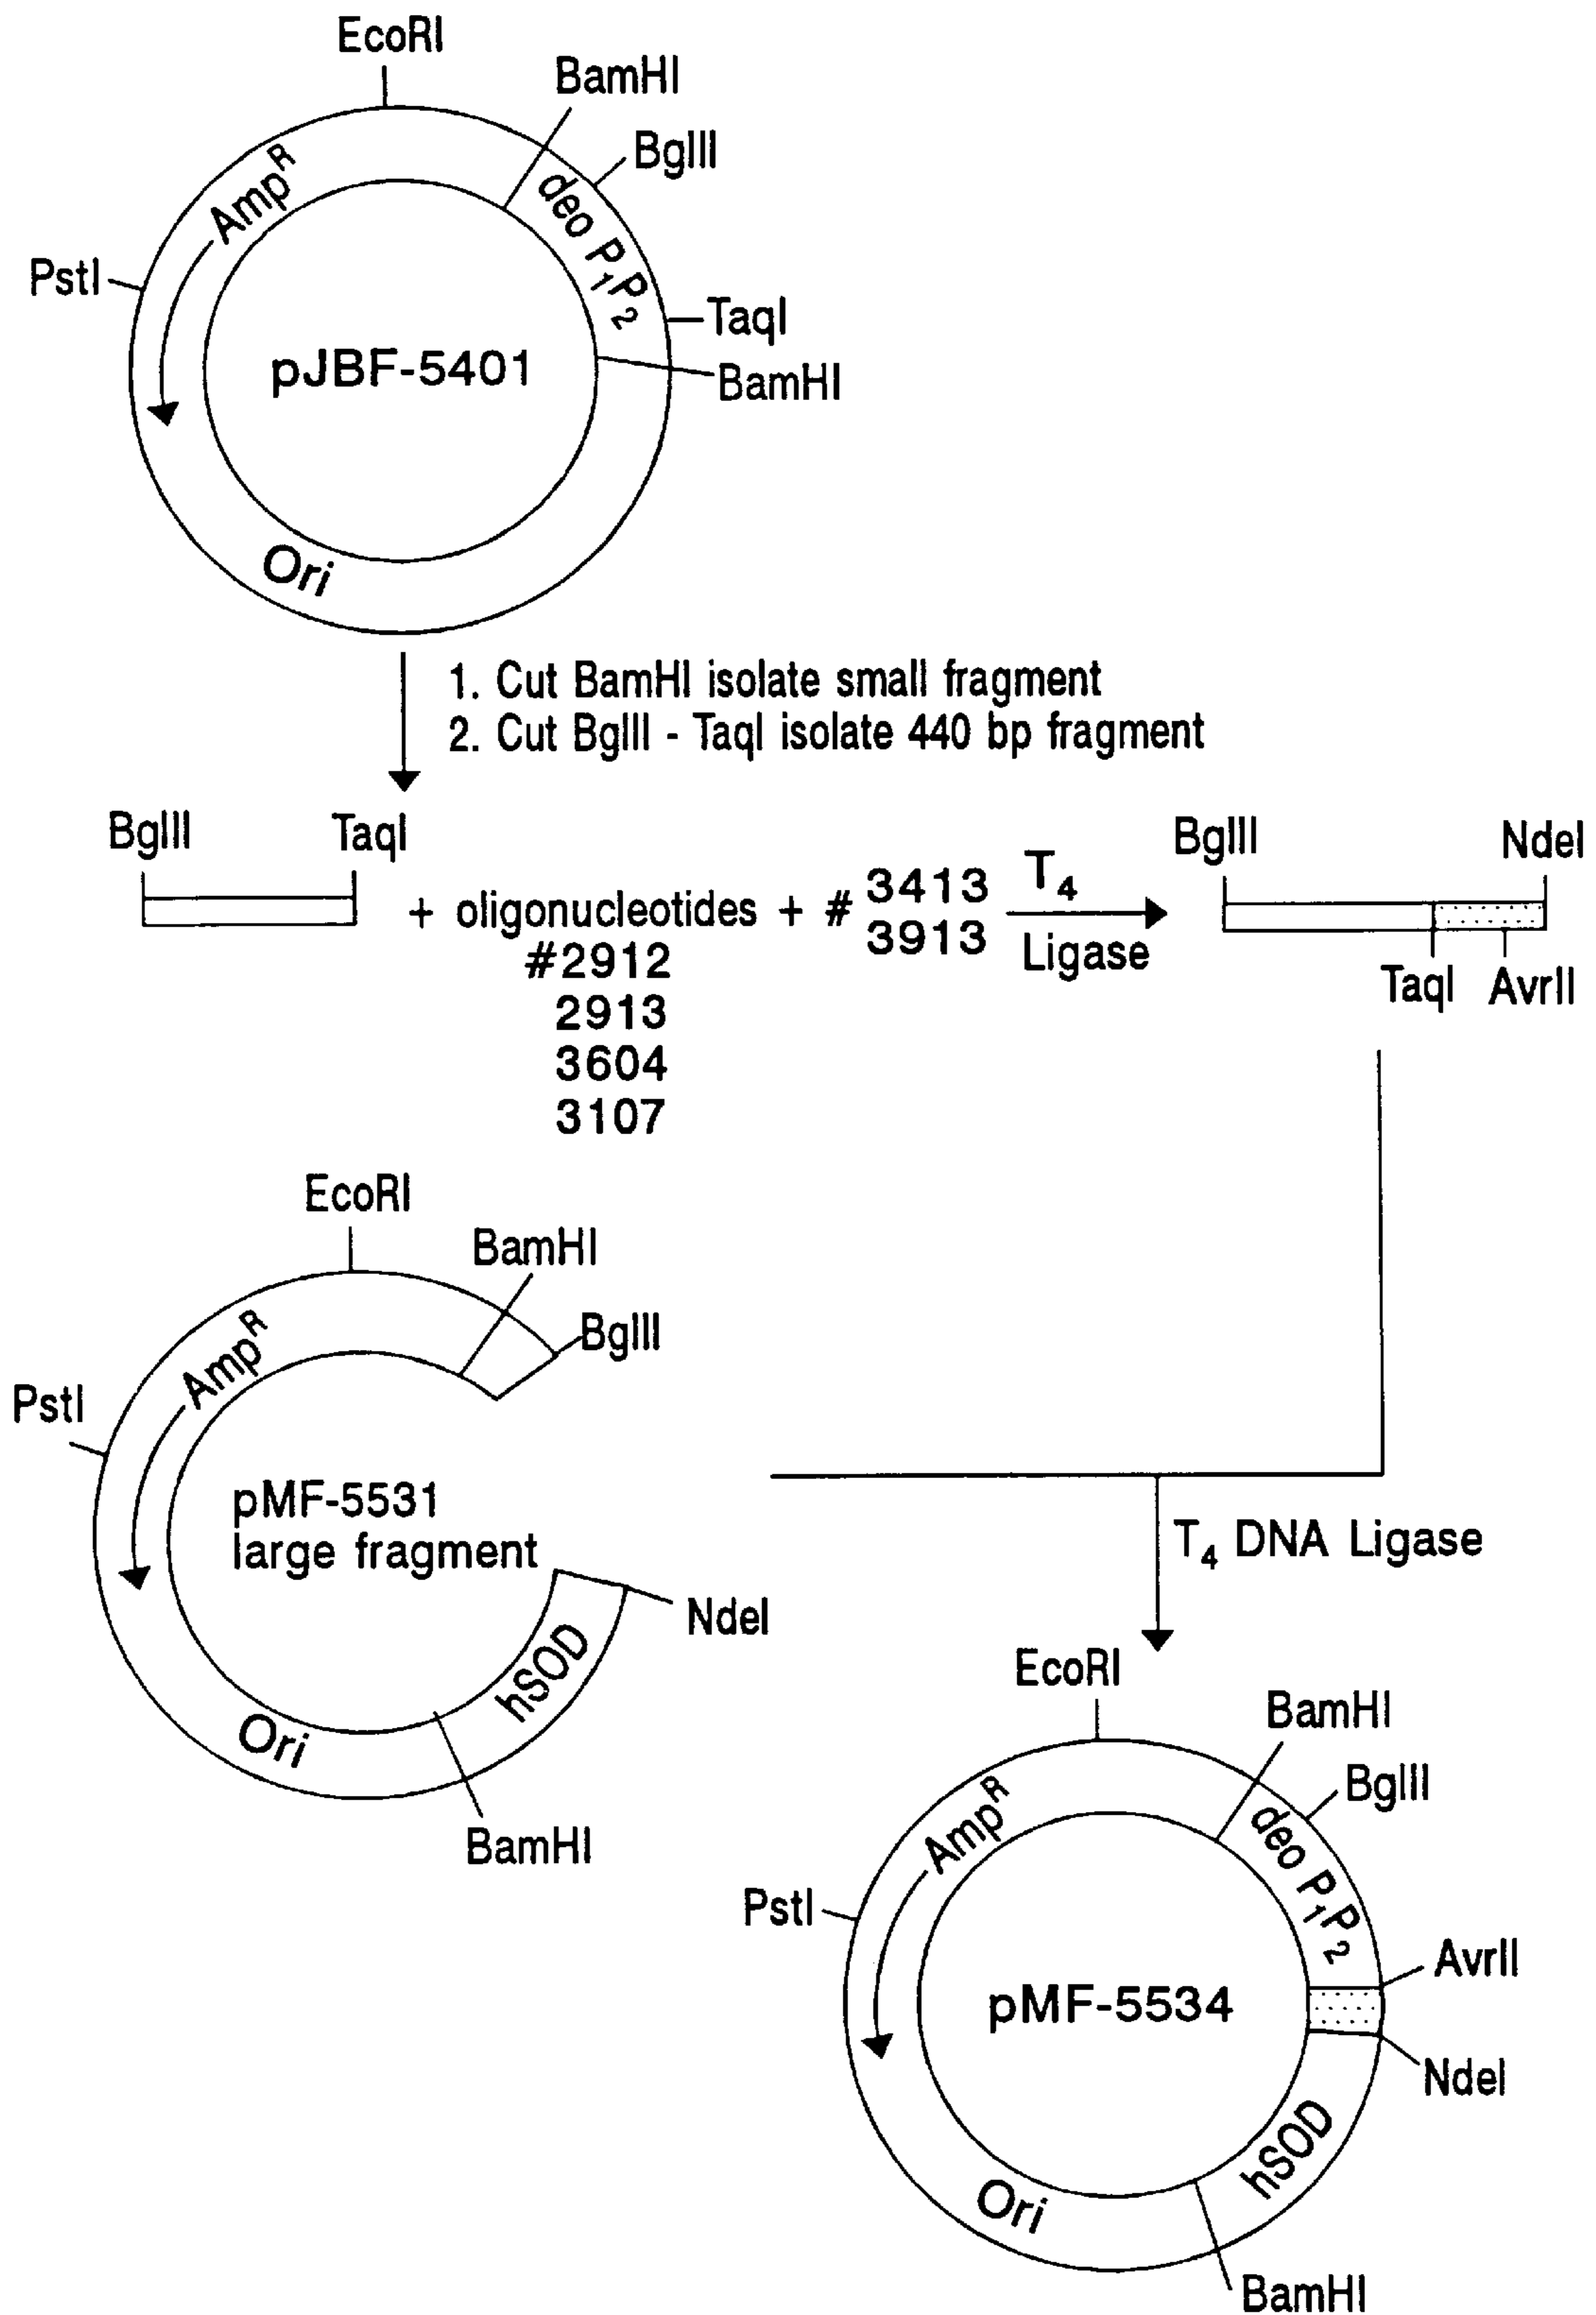 EcoRI
BamHI
BglII
Amp^R
deo P₁P₂
PstI
TaqI
pJBF-5401
BamHI
Ori
1. Cut BamHI isolate small fragment
2. Cut BglII - TaqI isolate 440 bp fragment
BglII
TaqI
+ oligonucleotides + # 3413
3913
#2912
2913
3604
3107
T₄
Ligase
BglII
NdeI
TaqI
AvrII
EcoRI
BamHI
BglII
Amp^R
PstI
pMF-5531
large fragment
NdeI
hSOD
Ori
BamHI
T₄ DNA Ligase
EcoRI
BamHI
BglII
Amp^R
deo P₁P₂
PstI
AvrII
pMF-5534
NdeI
hSOD
Ori
BamHI